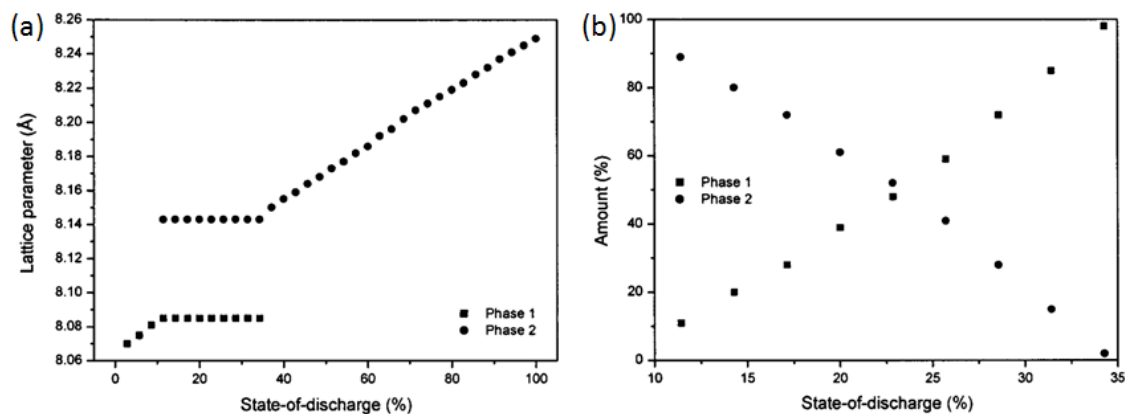 (a)
8.26
8.24
8.22
8.20
8.18
8.16
8.14
8.12
8.10
8.08
8.06
Lattice parameter (Å)
0
20
40
60
80
100
State-of-discharge (%)
Phase 1
Phase 2
(b)
100
80
60
40
20
0
Amount (%)
10
15
20
25
30
35
State-of-discharge (%)
Phase 1
Phase 2